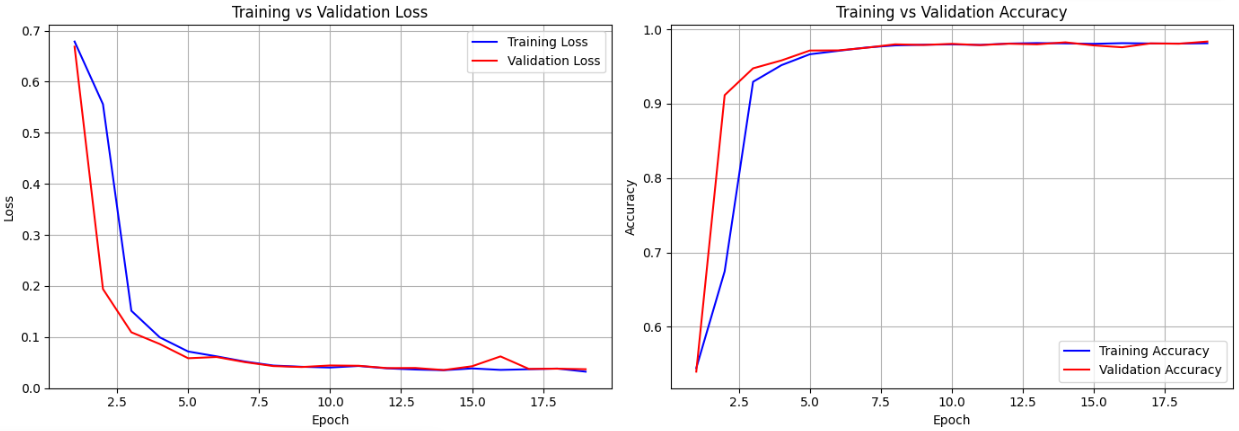 Training vs Validation Loss
0.7
0.6
0.5
0.4
0.3
0.2
0.1
0.0
Loss
Training Loss
Validation Loss
2.5 5.0 7.5 10.0 12.5 15.0 17.5
Epoch
Training vs Validation Accuracy
1.0
0.9
0.8
0.7
0.6
Accuracy
Training Accuracy
Validation Accuracy
2.5 5.0 7.5 10.0 12.5 15.0 17.5
Epoch